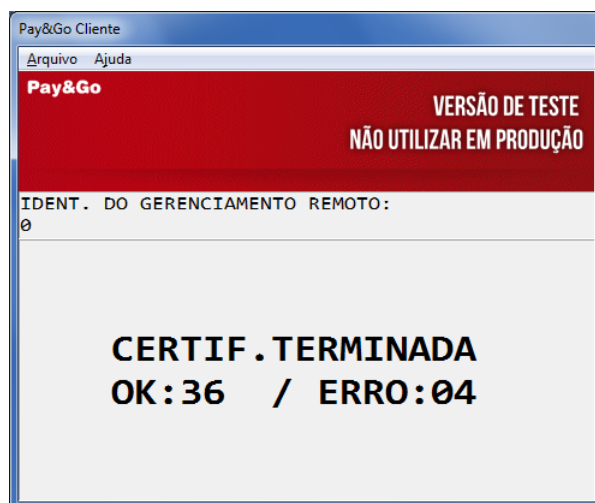 Pay&Go Cliente
Arquivo Ajuda
Pay&Go
VERSÃO DE TESTE
NÃO UTILIZAR EM PRODUÇÃO
IDENT. DO GERENCIAMENTO REMOTO:
0
CERTIF.TERMINADA
OK:36 / ERRO:04